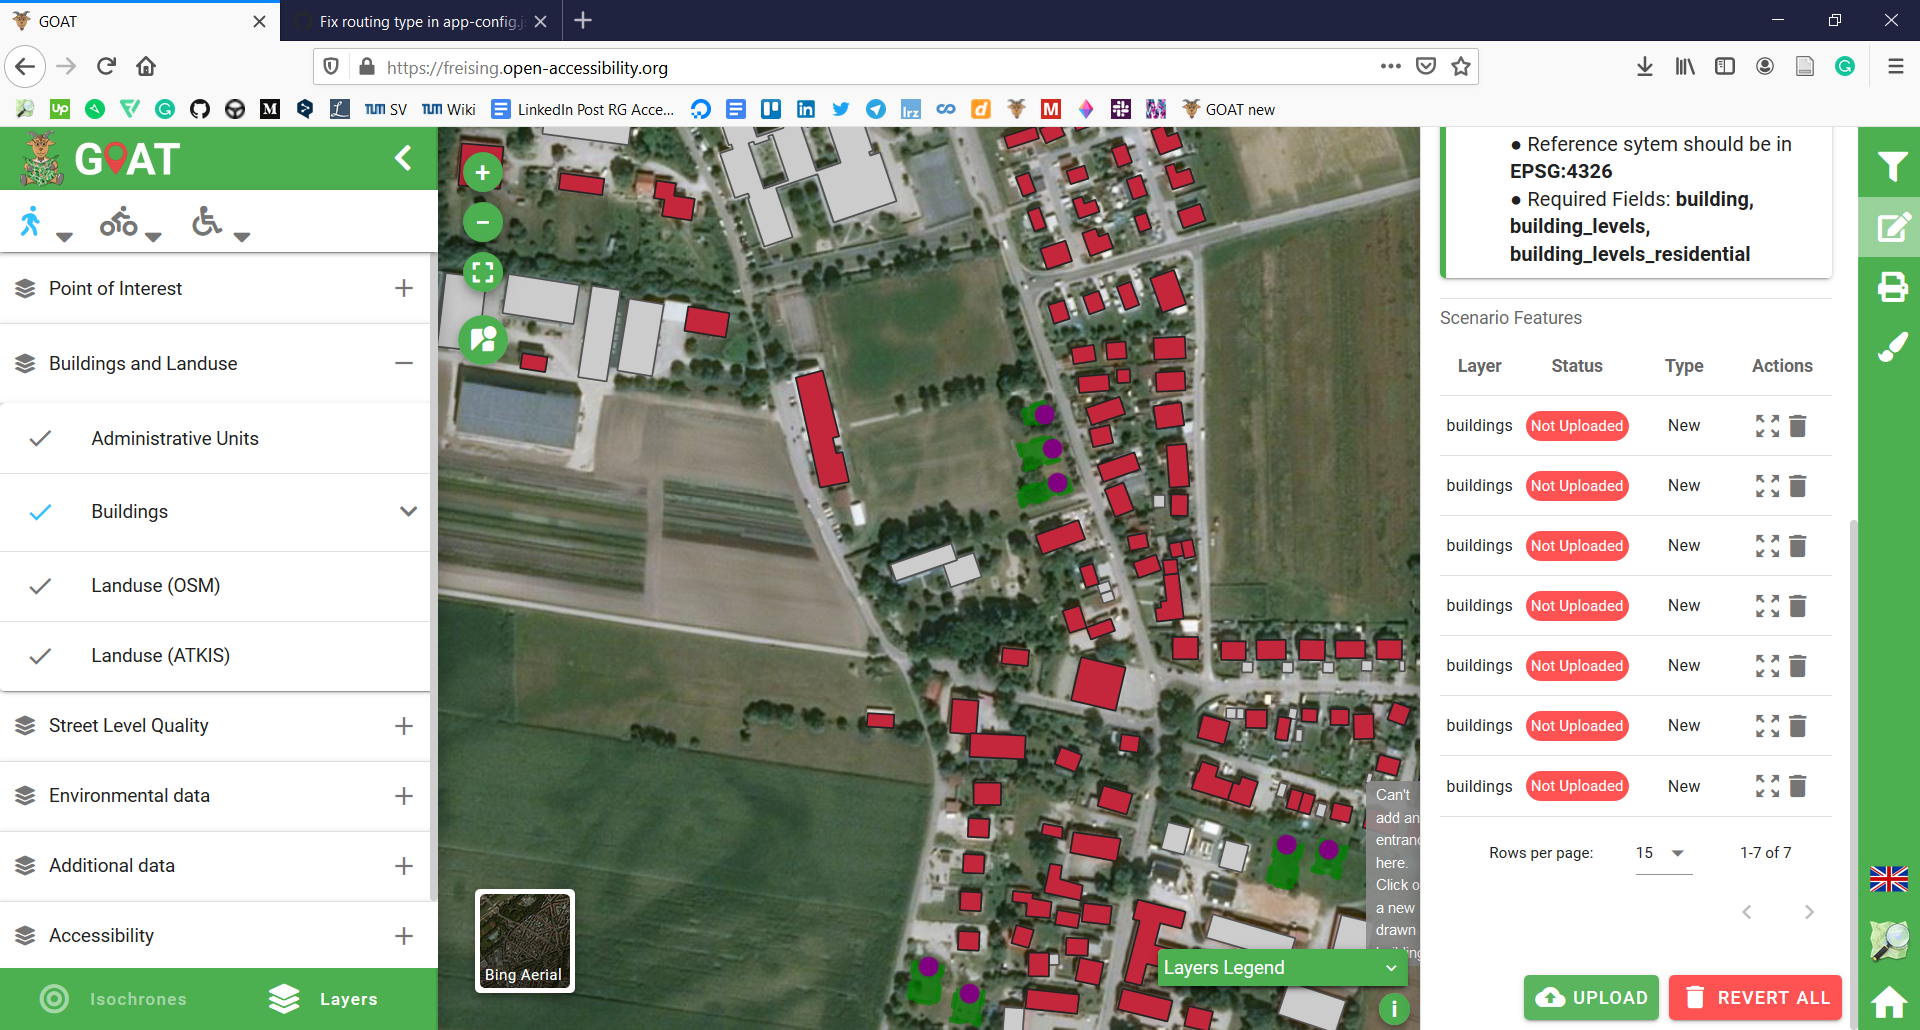 GOAT
Fix routing type in app-config.j
https://freising.open-accessibility.org
TUM SV
TUM Wiki
LinkedIn Post RG Acce...
GOAT new
GOAT
Point of Interest
Buildings and Landuse
Administrative Units
Buildings
Landuse (OSM)
Landuse (ATKIS)
Street Level Quality
Environmental data
Additional data
Accessibility
Isochrones
Layers
Bing Aerial
Can't
add an
entranc
here.
Click o
a new
drawn
Layers Legend
● Reference sytem should be in
EPSG:4326
● Required Fields: building,
building_levels,
building_levels_residential
Scenario Features
Layer Status Type Actions
buildings Not Uploaded New
buildings Not Uploaded New
buildings Not Uploaded New
buildings Not Uploaded New
buildings Not Uploaded New
buildings Not Uploaded New
buildings Not Uploaded New
Rows per page: 15 1-7 of 7
UPLOAD
REVERT ALL